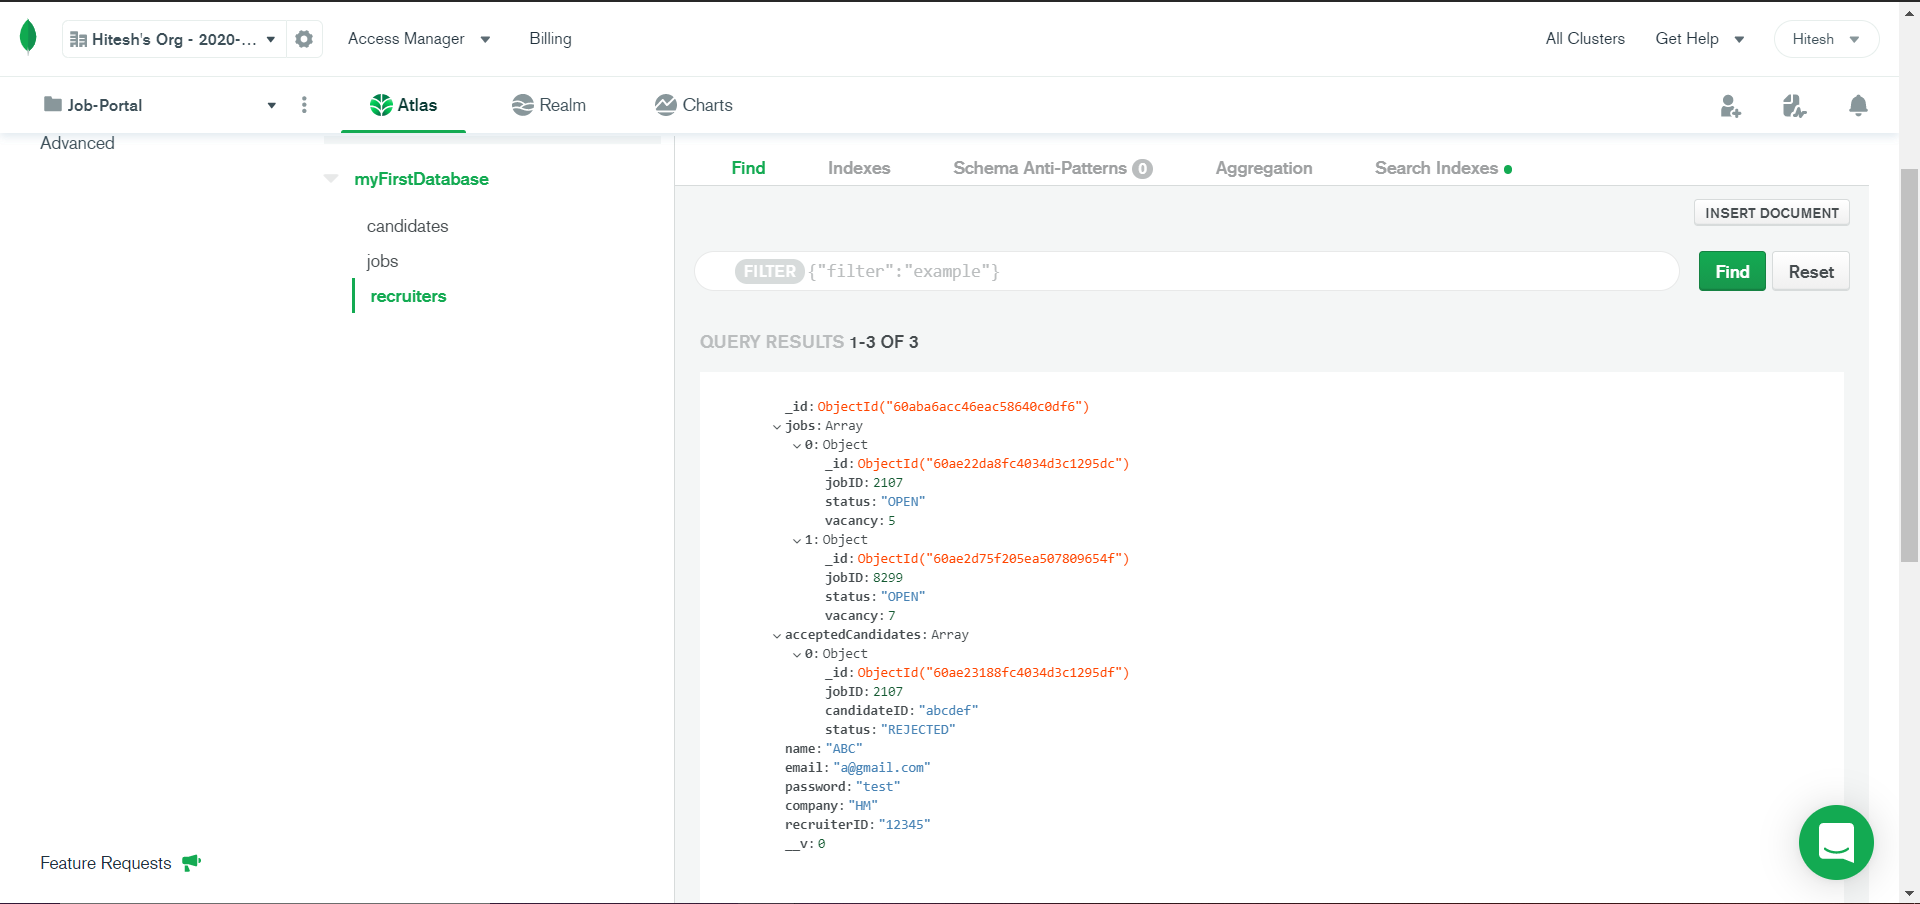 Hitesh's Org - 2020-...
Access Manager
Billing
All Clusters
Get Help
Hitesh
Job-Portal
Atlas
Realm
Charts
Advanced
myFirstDatabase
candidates
jobs
recruiters
Feature Requests
Find
Indexes
Schema Anti-Patterns 0
Aggregation
Search Indexes
INSERT DOCUMENT
FILTER {"filter":"example"}
Find
Reset
QUERY RESULTS 1-3 OF 3
_id: ObjectId("60aba6acc46eac58640c0df6")
jobs: Array
0: Object
_id: ObjectId("60ae22da8fc4034d3c1295dc")
jobID: 2107
status: "OPEN"
vacancy: 5
1: Object
_id: ObjectId("60ae2d75f205ea507809654f")
jobID: 8299
status: "OPEN"
vacancy: 7
acceptedCandidates: Array
0: Object
_id: ObjectId("60ae23188fc4034d3c1295df")
jobID: 2107
candidateID: "abcdef"
status: "REJECTED"
name: "ABC"
email: "a@gmail.com"
password: "test"
company: "HM"
recruiterID: "12345"
__v: 0